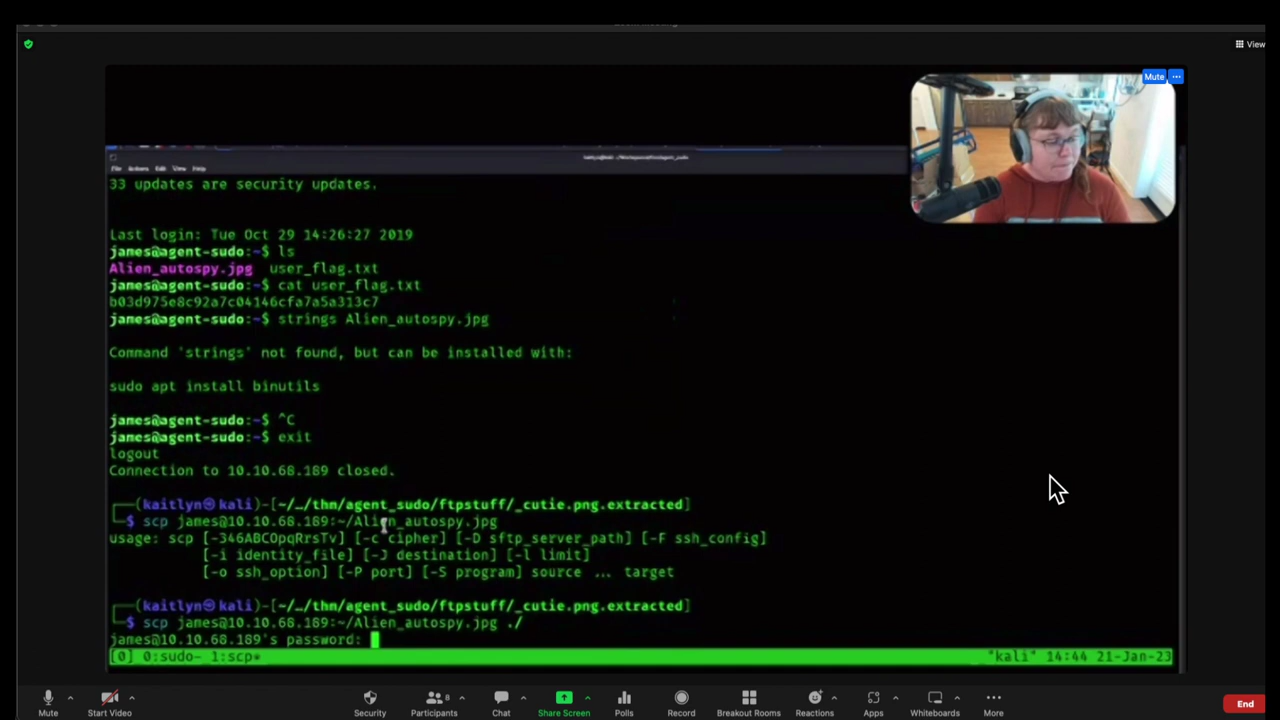 View
Mute
File Actions Edit View Help
33 updates are security updates.
Last login: Tue Oct 29 14:26:27 2019
james@agent-sudo:~$ ls
Alien_autospy.jpg user_flag.txt
james@agent-sudo:~$ cat user_flag.txt
b03d975e8c92a7c04146cfa7a5a313c7
james@agent-sudo:~$ strings Alien_autospy.jpg
Command 'strings' not found, but can be installed with:
sudo apt install binutils
james@agent-sudo:~$ ^C
james@agent-sudo:~$ exit
logout
Connection to 10.10.68.189 closed.
┌──(kaitlyn㉿kali)-[~/…/thm/agent_sudo/ftpstuff/_cutie.png.extracted]
└─$ scp james@10.10.68.189:~/Alien_autospy.jpg
usage: scp [-346ABCOpqRrsTv] [-c cipher] [-D sftp_server_path] [-F ssh_config]
[-i identity_file] [-J destination] [-l limit]
[-o ssh_option] [-P port] [-S program] source ... target
┌──(kaitlyn㉿kali)-[~/…/thm/agent_sudo/ftpstuff/_cutie.png.extracted]
└─$ scp james@10.10.68.189:~/Alien_autospy.jpg ./
james@10.10.68.189's password:
[0] 0:sudo- 1:scp* "kali" 14:44 21-Jan-23
Mute Start Video Security Participants 8 Chat Share Screen Polls Record Breakout Rooms Reactions Apps Whiteboards More End